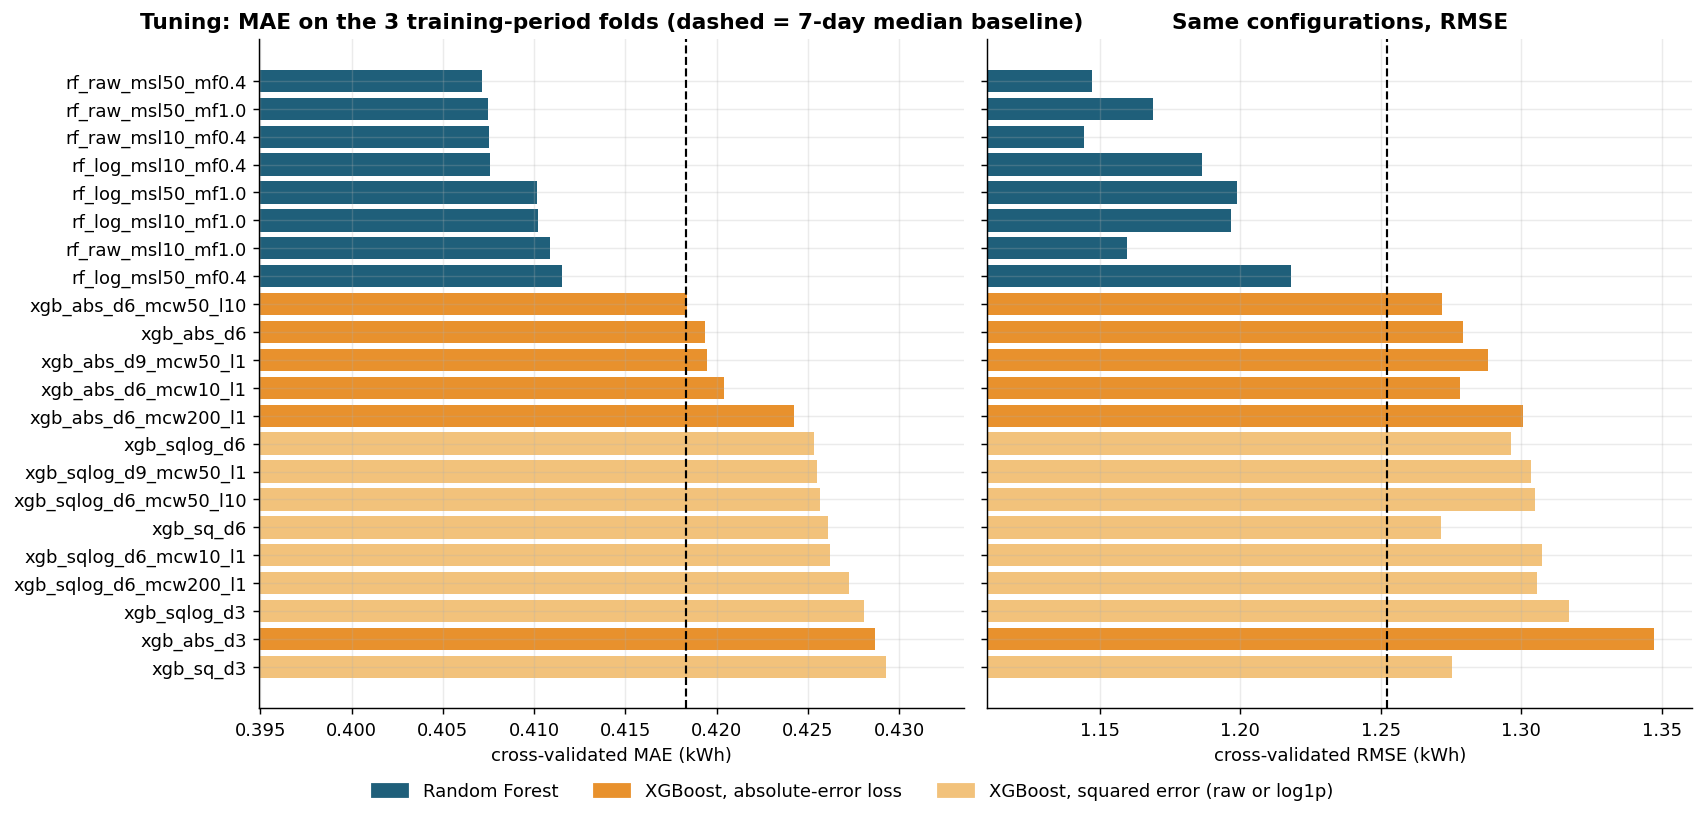 Tuning: MAE on the 3 training-period folds (dashed = 7-day median baseline)
Same configurations, RMSE
rf_raw_msl50_mf0.4
rf_raw_msl50_mf1.0
rf_raw_msl10_mf0.4
rf_log_msl10_mf0.4
rf_log_msl50_mf1.0
rf_log_msl10_mf1.0
rf_raw_msl10_mf1.0
rf_log_msl50_mf0.4
xgb_abs_d6_mcw50_l10
xgb_abs_d6
xgb_abs_d9_mcw50_l1
xgb_abs_d6_mcw10_l1
xgb_abs_d6_mcw200_l1
xgb_sqlog_d6
xgb_sqlog_d9_mcw50_l1
xgb_sqlog_d6_mcw50_l10
xgb_sq_d6
xgb_sqlog_d6_mcw10_l1
xgb_sqlog_d6_mcw200_l1
xgb_sqlog_d3
xgb_abs_d3
xgb_sq_d3
0.395 0.400 0.405 0.410 0.415 0.420 0.425 0.430
1.15 1.20 1.25 1.30 1.35
cross-validated MAE (kWh)
cross-validated RMSE (kWh)
Random Forest
XGBoost, absolute-error loss
XGBoost, squared error (raw or log1p)